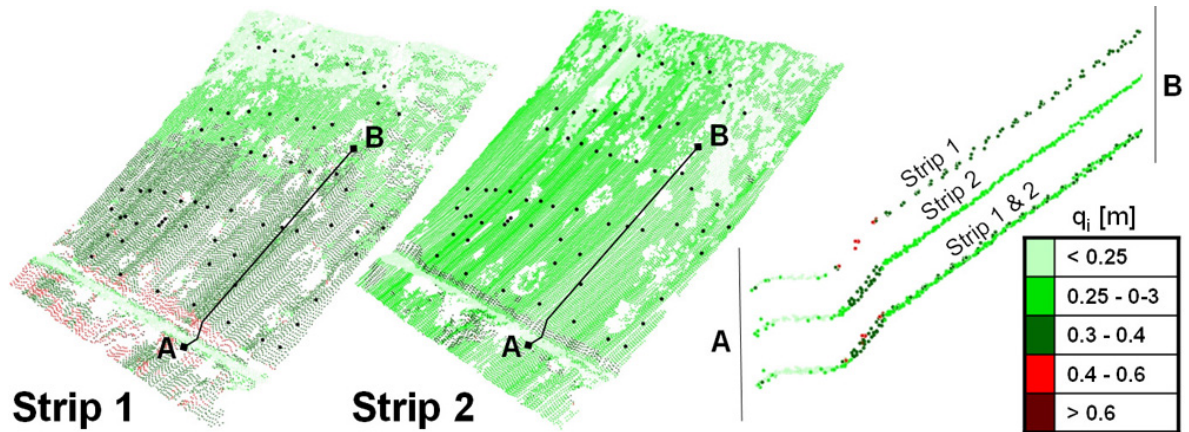 B
A
Strip 1
B
A
Strip 2
Strip 1
Strip 2
Strip 1 & 2
A
B
qi [m]
< 0.25
0.25 - 0-3
0.3 - 0.4
0.4 - 0.6
> 0.6